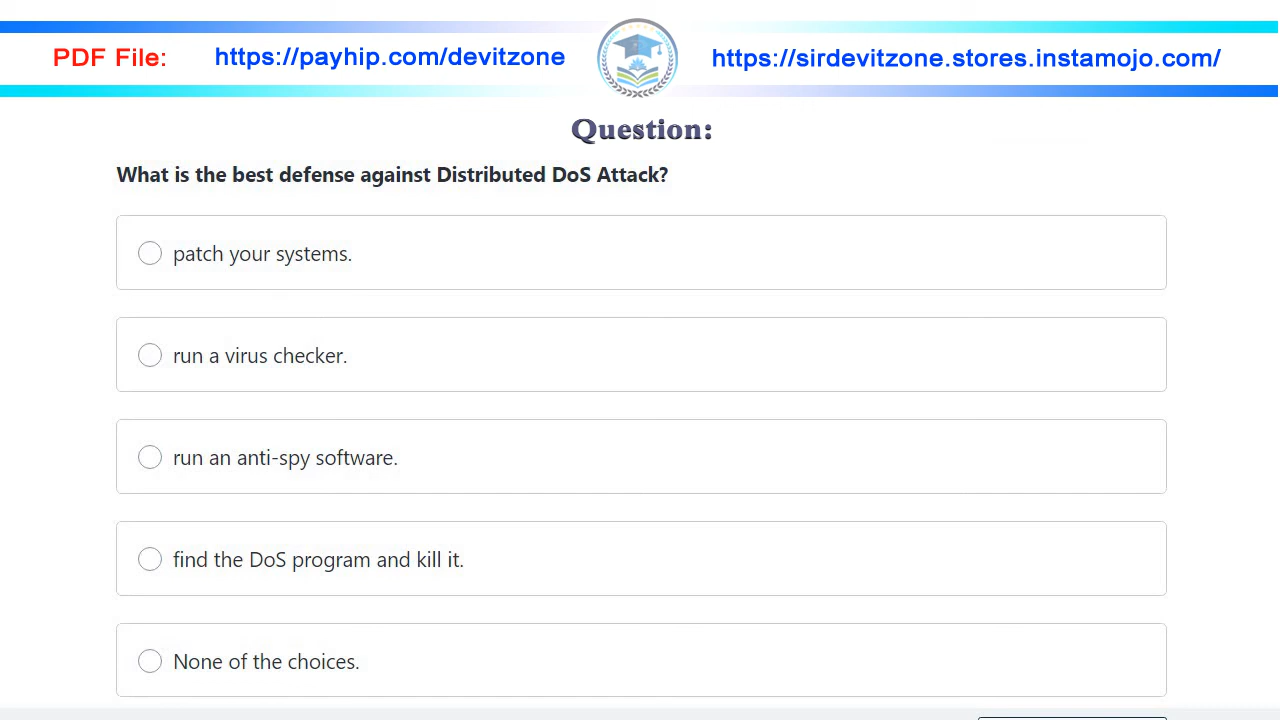 PDF File: https://payhip.com/devitzone https://sirdevitzone.stores.instamojo.com/
Question:
What is the best defense against Distributed DoS Attack?
patch your systems.
run a virus checker.
run an anti-spy software.
find the DoS program and kill it.
None of the choices.